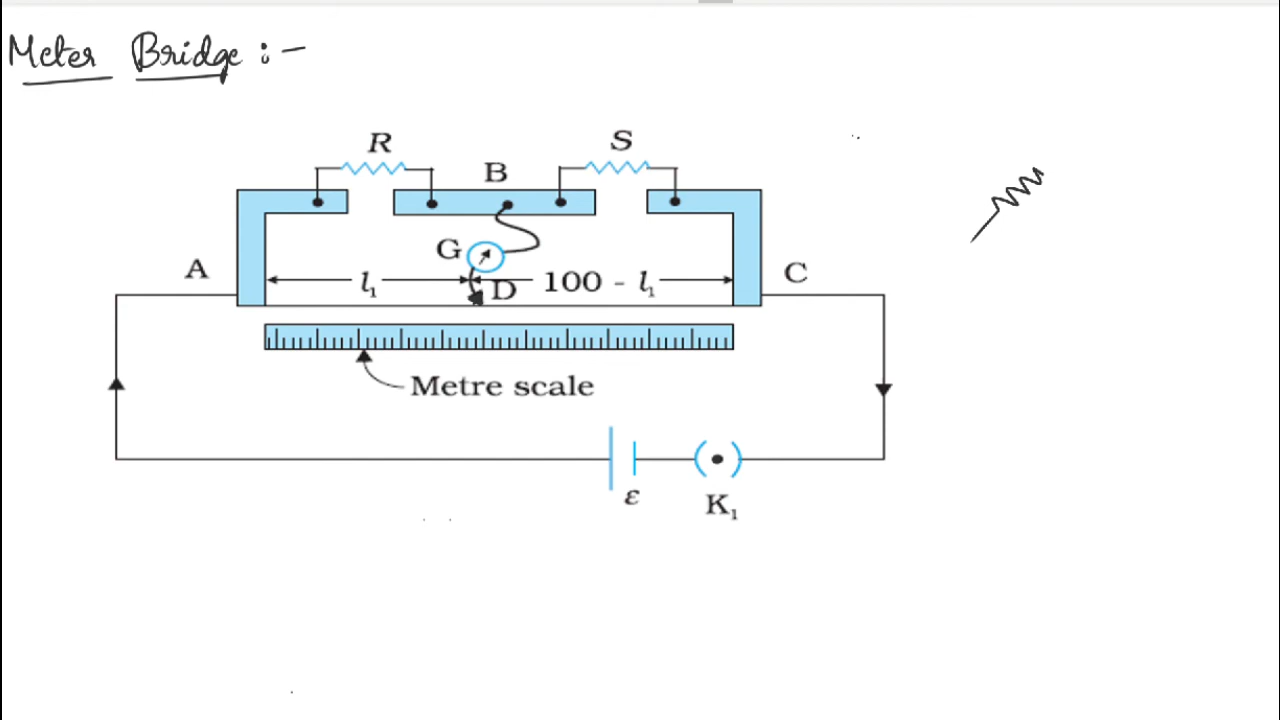 Meter Bridge :-
R
S
B
G
A
l₁
D
100 - l₁
C
Metre scale
ε
K₁